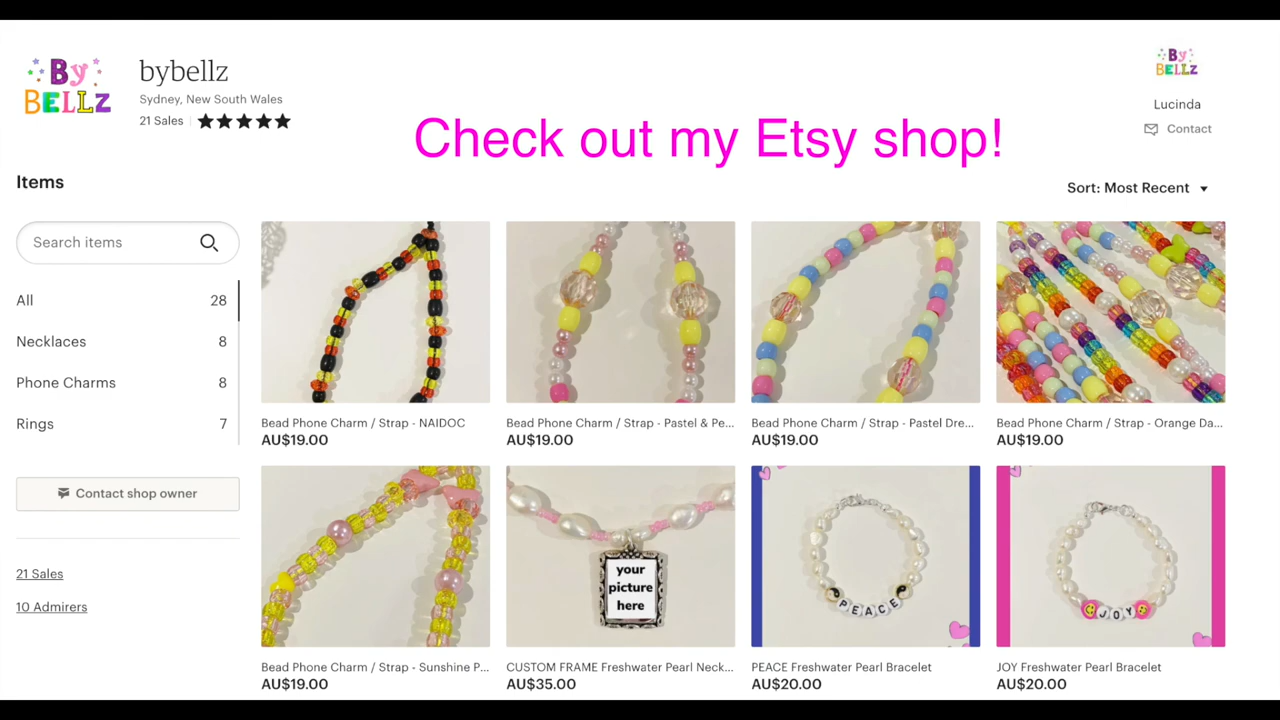 By
BELLZ
bybellz
Sydney, New South Wales
21 Sales
By
BELLZ
Lucinda
Contact
Check out my Etsy shop!
Items
Sort: Most Recent
Search items
All 28
Necklaces 8
Phone Charms 8
Rings 7
Contact shop owner
21 Sales
10 Admirers
Bead Phone Charm / Strap - NAIDOC
AU$19.00
Bead Phone Charm / Strap - Pastel & Pe...
AU$19.00
Bead Phone Charm / Strap - Pastel Dre...
AU$19.00
Bead Phone Charm / Strap - Orange Da...
AU$19.00
your
picture
here
PEACE
JOY
Bead Phone Charm / Strap - Sunshine P...
AU$19.00
CUSTOM FRAME Freshwater Pearl Neck...
AU$35.00
PEACE Freshwater Pearl Bracelet
AU$20.00
JOY Freshwater Pearl Bracelet
AU$20.00